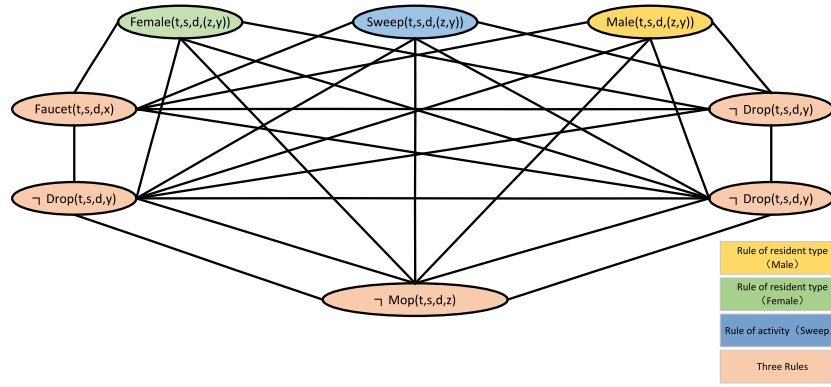 Female(t,s,d,(z,y))
Sweep(t,s,d,(z,y))
Male(t,s,d,(z,y))
Faucet(t,s,d,x)
¬ Drop(t,s,d,y)
¬ Drop(t,s,d,y)
¬ Drop(t,s,d,y)
¬ Mop(t,s,d,z)
Rule of resident type
（Male）
Rule of resident type
（Female）
Rule of activity（Sweep
Three Rules